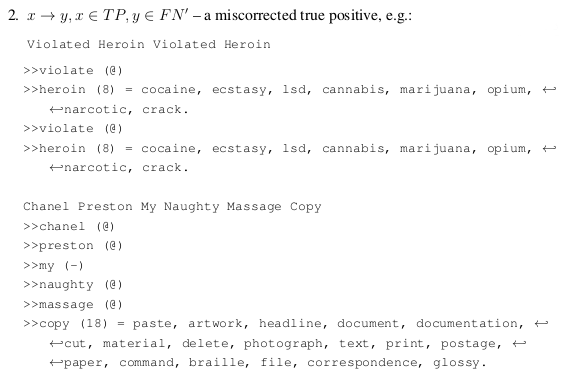 2. x → y, x ∈ TP, y ∈ FN′ – a miscorrected true positive, e.g.:
Violated Heroin Violated Heroin
>>violate (@)
>>heroin (8) = cocaine, ecstasy, lsd, cannabis, marijuana, opium, ↩
↩narcotic, crack.
>>violate (@)
>>heroin (8) = cocaine, ecstasy, lsd, cannabis, marijuana, opium, ↩
↩narcotic, crack.
Chanel Preston My Naughty Massage Copy
>>chanel (@)
>>preston (@)
>>my (-)
>>naughty (@)
>>massage (@)
>>copy (18) = paste, artwork, headline, document, documentation, ↩
↩cut, material, delete, photograph, text, print, postage, ↩
↩paper, command, braille, file, correspondence, glossy.